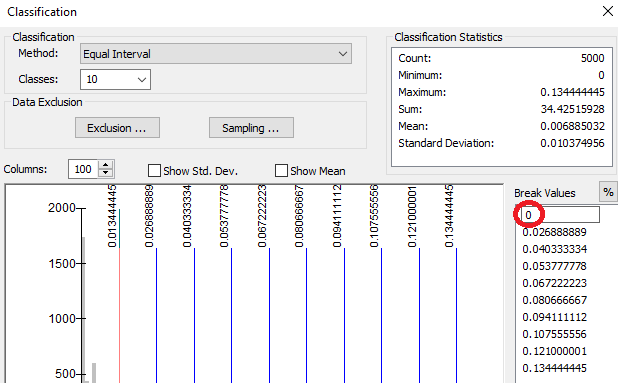 Classification
Classification
Method: Equal Interval
Classes: 10
Data Exclusion
Exclusion ...
Sampling ...
Classification Statistics
Count: 5000
Minimum: 0
Maximum: 0.134444445
Sum: 34.42515928
Mean: 0.006885032
Standard Deviation: 0.010374956
Columns: 100
Show Std. Dev.
Show Mean
2000
1500
1000
500
0.013444445
0.026888889
0.040333334
0.053777778
0.067222223
0.080666667
0.094111112
0.107555556
0.121000001
0.134444445
Break Values %
0
0.026888889
0.040333334
0.053777778
0.067222223
0.080666667
0.094111112
0.107555556
0.121000001
0.134444445